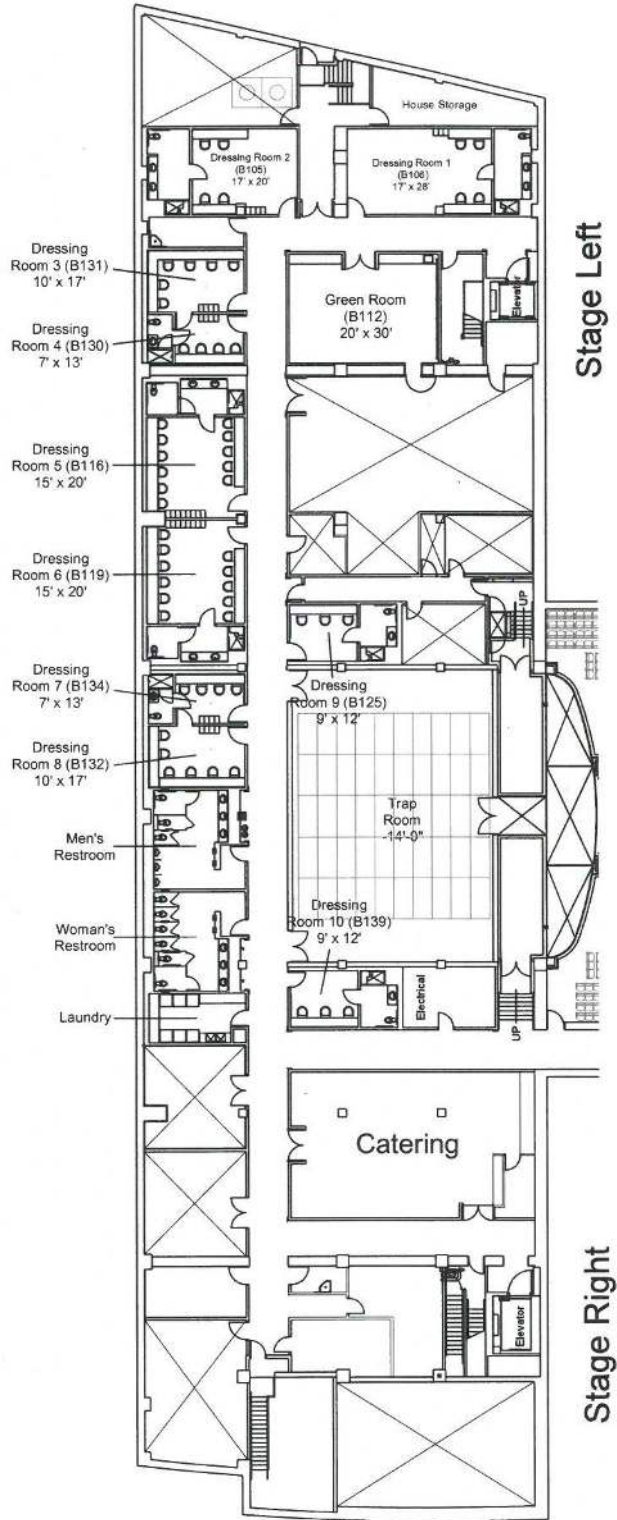 House Storage
Dressing Room 2
(B105)
17' x 20'
Dressing Room 1
(B106)
17' x 28'
Stage Left
Dressing
Room 3 (B131)
10' x 17'
Dressing
Room 4 (B130)
7' x 13'
Green Room
(B112)
20' x 30'
Elevator
Dressing
Room 5 (B116)
15' x 20'
Dressing
Room 6 (B119)
15' x 20'
UP
Dressing
Room 7 (B134)
7' x 13'
Dressing
Room 9 (B125)
9' x 12'
Dressing
Room 8 (B132)
10' x 17'
Trap
Room
-14'-0"
Men's
Restroom
Dressing
Room 10 (B139)
9' x 12'
Woman's
Restroom
Electrical
Laundry
UP
Catering
Stage Right
Elevator